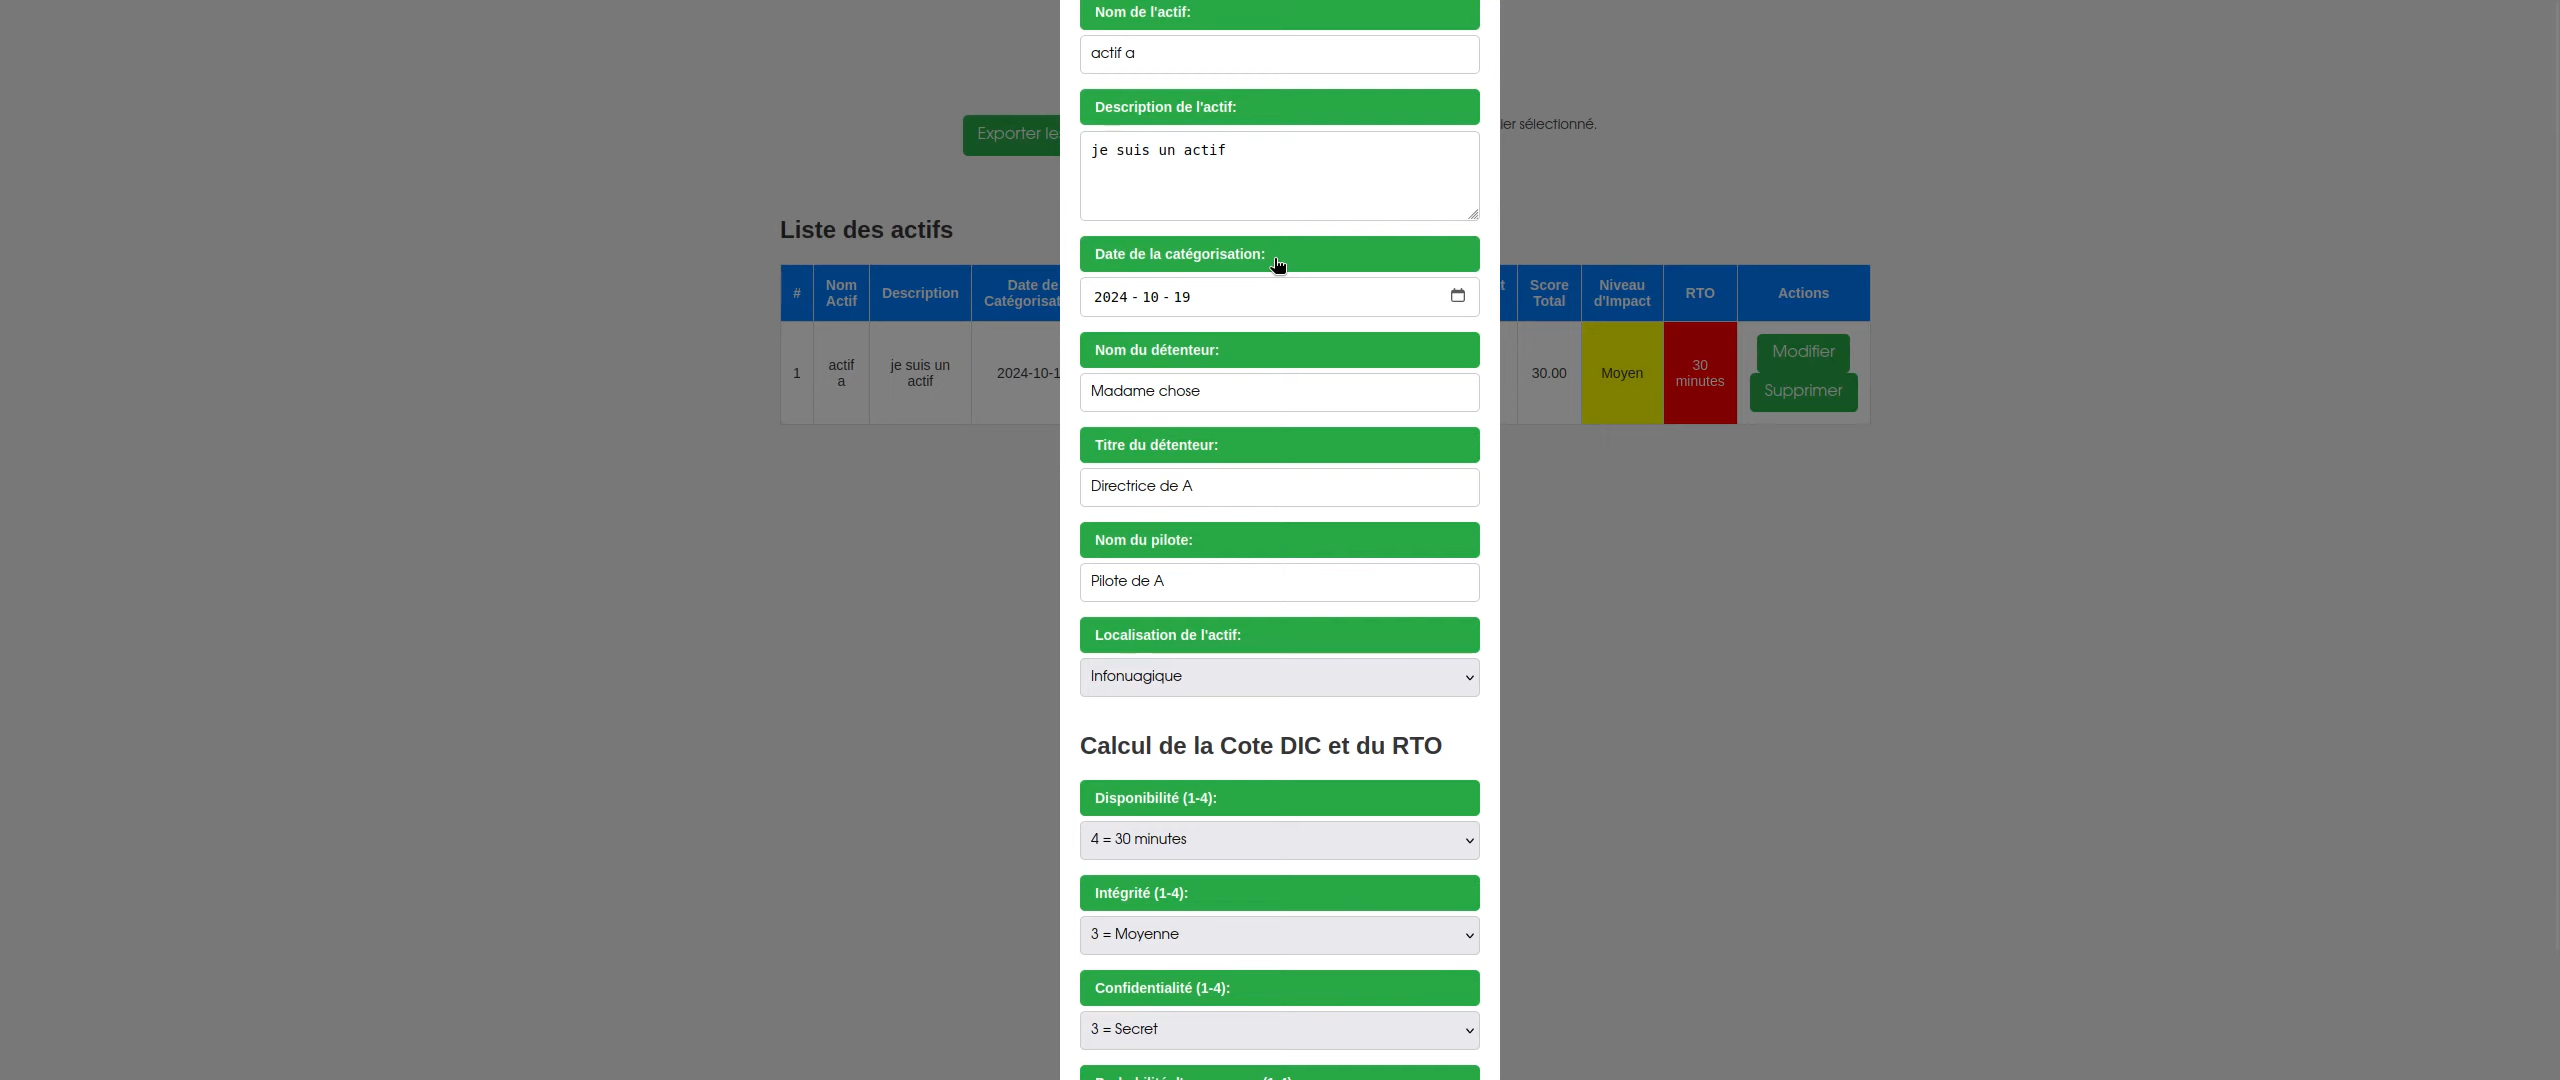 Nom de l'actif:
actif a
Description de l'actif:
je suis un actif
Date de la catégorisation:
2024-10-19
Nom du détenteur:
Madame chose
Titre du détenteur:
Directrice de A
Nom du pilote:
Pilote de A
Localisation de l'actif:
Infonuagique
Calcul de la Cote DIC et du RTO
Disponibilité (1-4):
4 = 30 minutes
Intégrité (1-4):
3 = Moyenne
Confidentialité (1-4):
3 = Secret
Exporter le
sélectionné.
Liste des actifs
# Nom Actif Description Date de Score Total Niveau d'Impact RTO Actions
1 actif a je suis un actif 2024-10-1 30.00 Moyen 30 minutes Modifier
Supprimer